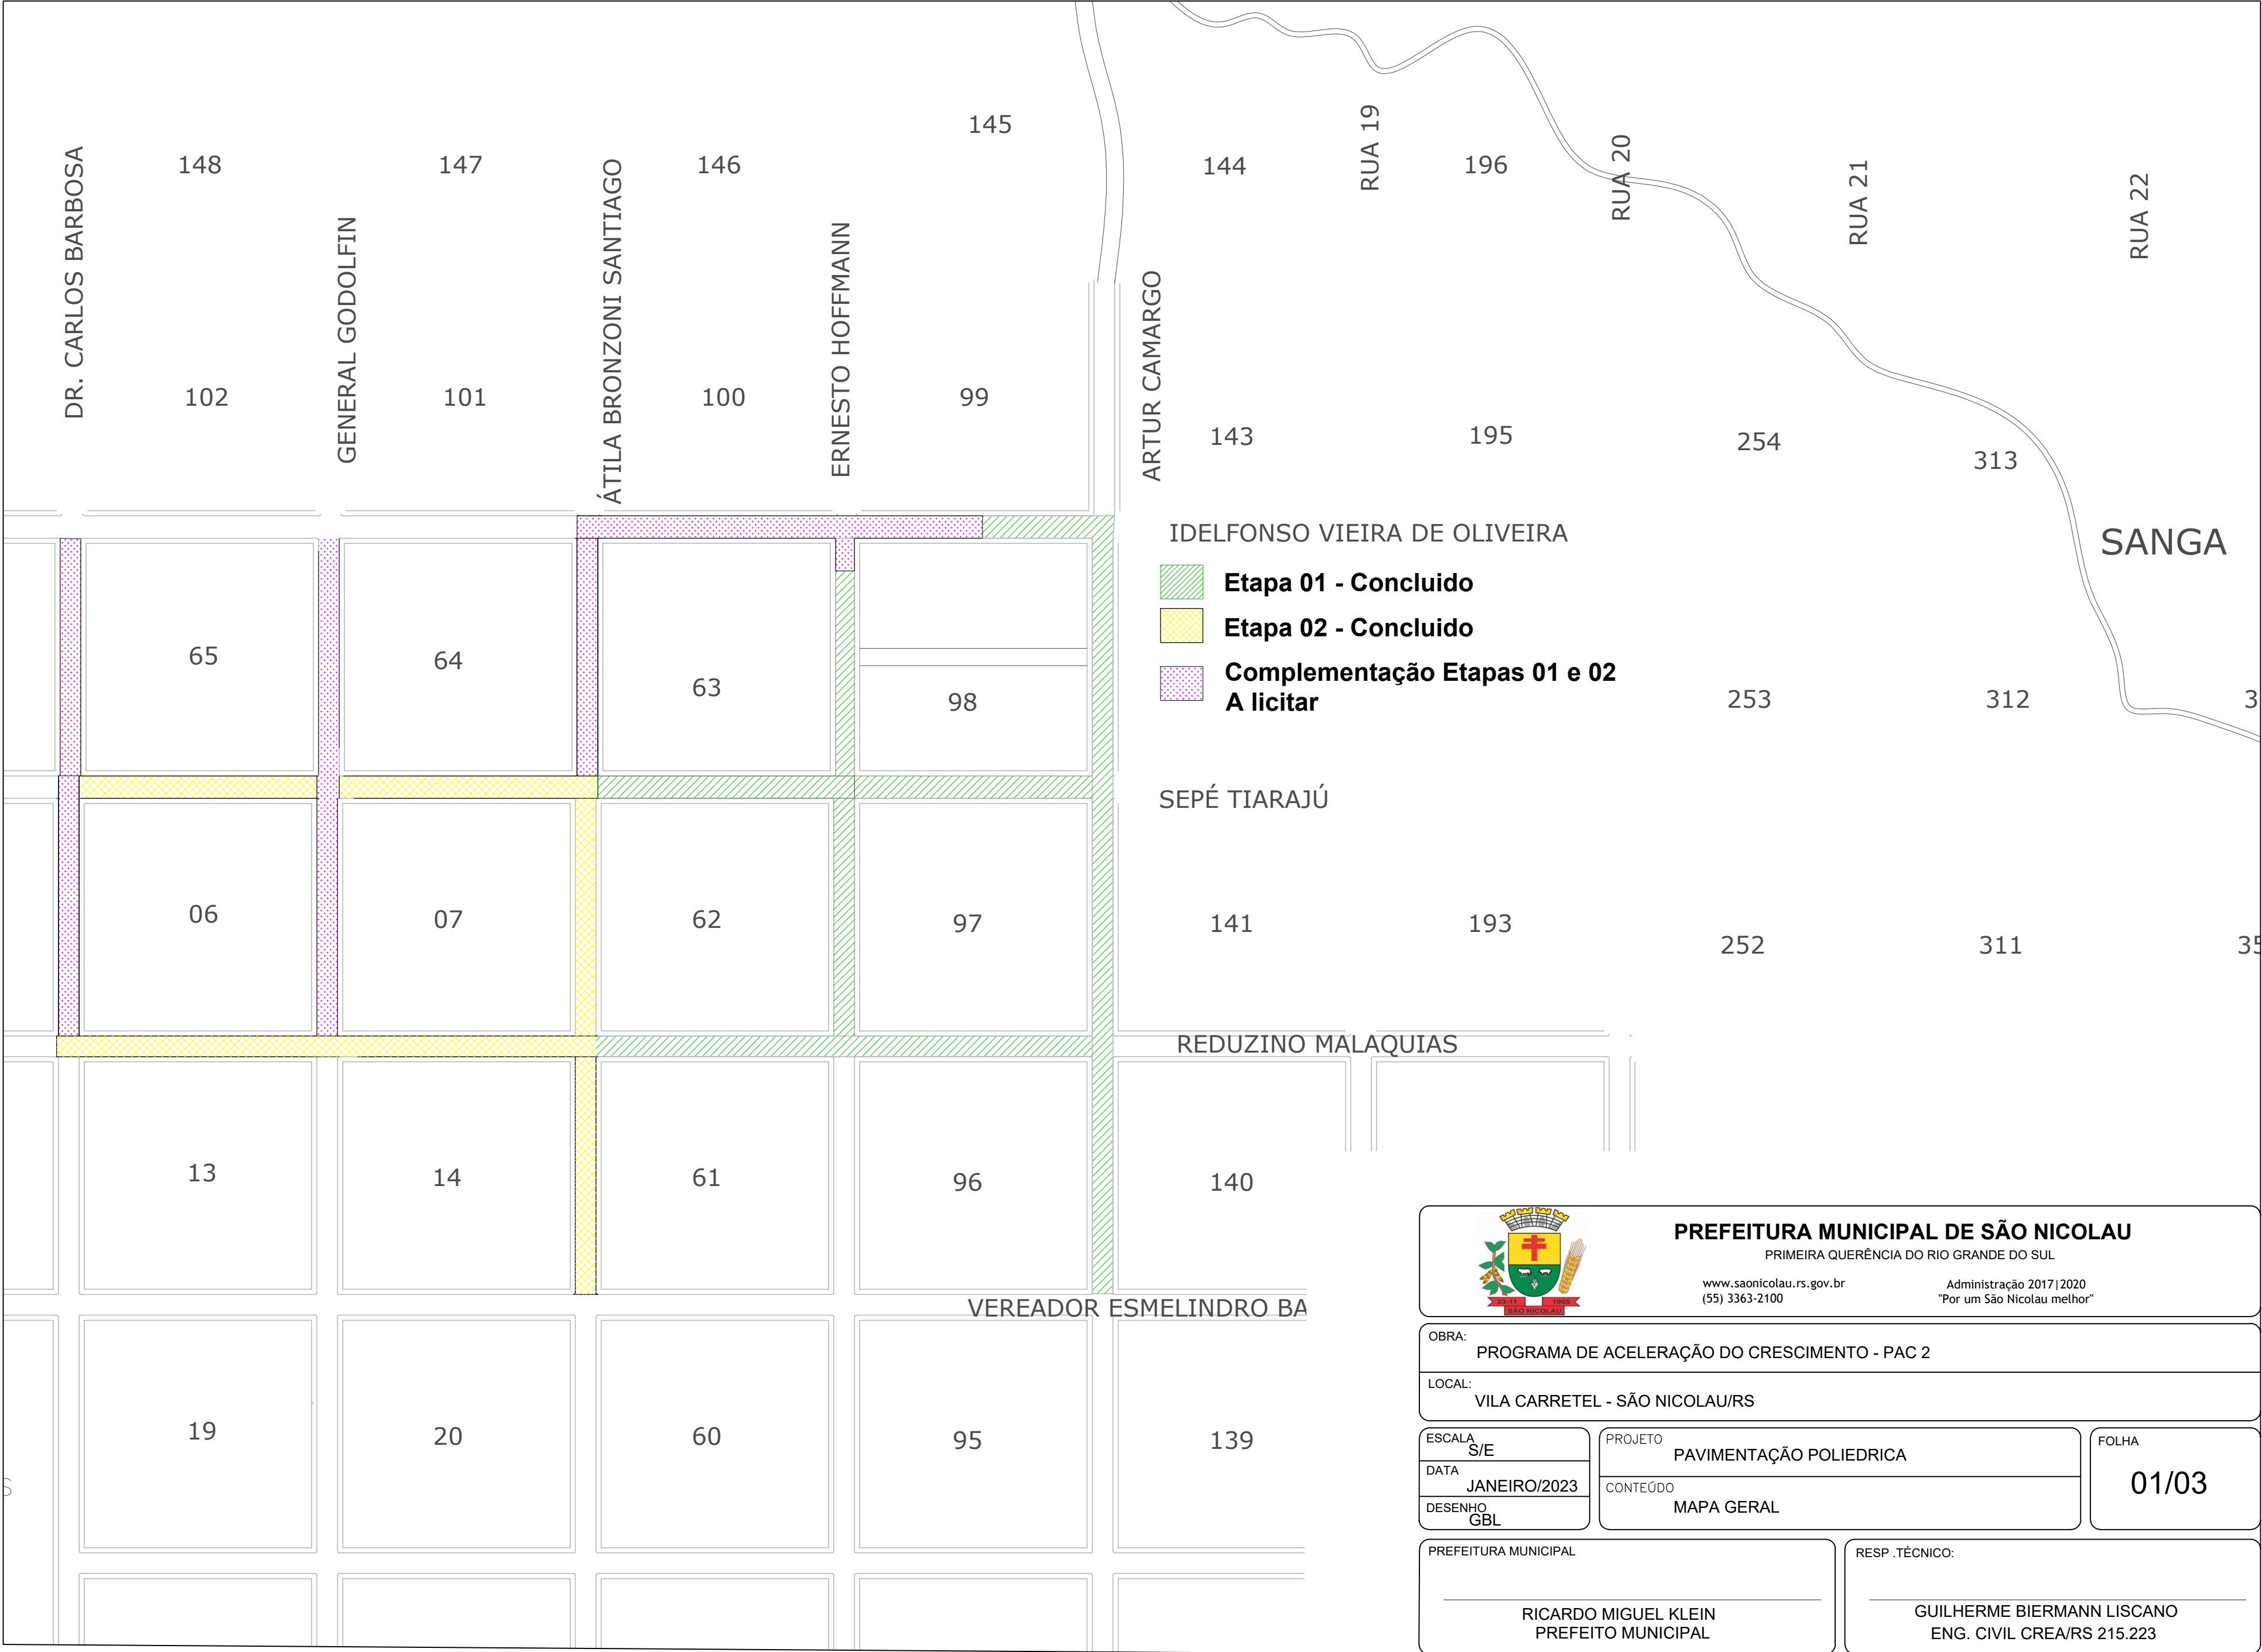 145
148
147
146
144
RUA 19
196
RUA 20
RUA 21
RUA 22
DR. CARLOS BARBOSA
GENERAL GODOLFIN
ÁTILA BRONZONI SANTIAGO
ERNESTO HOFFMANN
ARTUR CAMARGO
102
101
100
99
143
195
254
313
IDELFONSO VIEIRA DE OLIVEIRA
SANGA
Etapa 01 - Concluido
Etapa 02 - Concluido
Complementação Etapas 01 e 02
A licitar
65
64
63
98
253
312
3
SEPÉ TIARAJÚ
06
07
62
97
141
193
252
311
35
REDUZINO MALAQUIAS
13
14
61
96
140
VEREADOR ESMELINDRO BA
19
20
60
95
139
S
PREFEITURA MUNICIPAL DE SÃO NICOLAU
PRIMEIRA QUERÊNCIA DO RIO GRANDE DO SUL
www.saonicolau.rs.gov.br
(55) 3363-2100
Administração 2017|2020
"Por um São Nicolau melhor"
23-11 1965
SÃO NICOLAU
OBRA:
PROGRAMA DE ACELERAÇÃO DO CRESCIMENTO - PAC 2
LOCAL:
VILA CARRETEL - SÃO NICOLAU/RS
ESCALA
S/E
DATA
JANEIRO/2023
DESENHO
GBL
PROJETO
PAVIMENTAÇÃO POLIEDRICA
CONTEÚDO
MAPA GERAL
FOLHA
01/03
PREFEITURA MUNICIPAL
RICARDO MIGUEL KLEIN
PREFEITO MUNICIPAL
RESP .TÉCNICO:
GUILHERME BIERMANN LISCANO
ENG. CIVIL CREA/RS 215.223